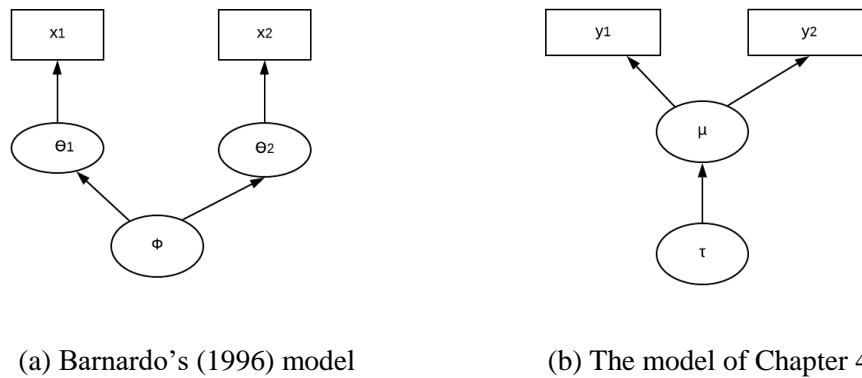 x1 x2 y1 y2
ϴ1 ϴ2 μ
Φ τ
(a) Barnardo’s (1996) model (b) The model of Chapter 4